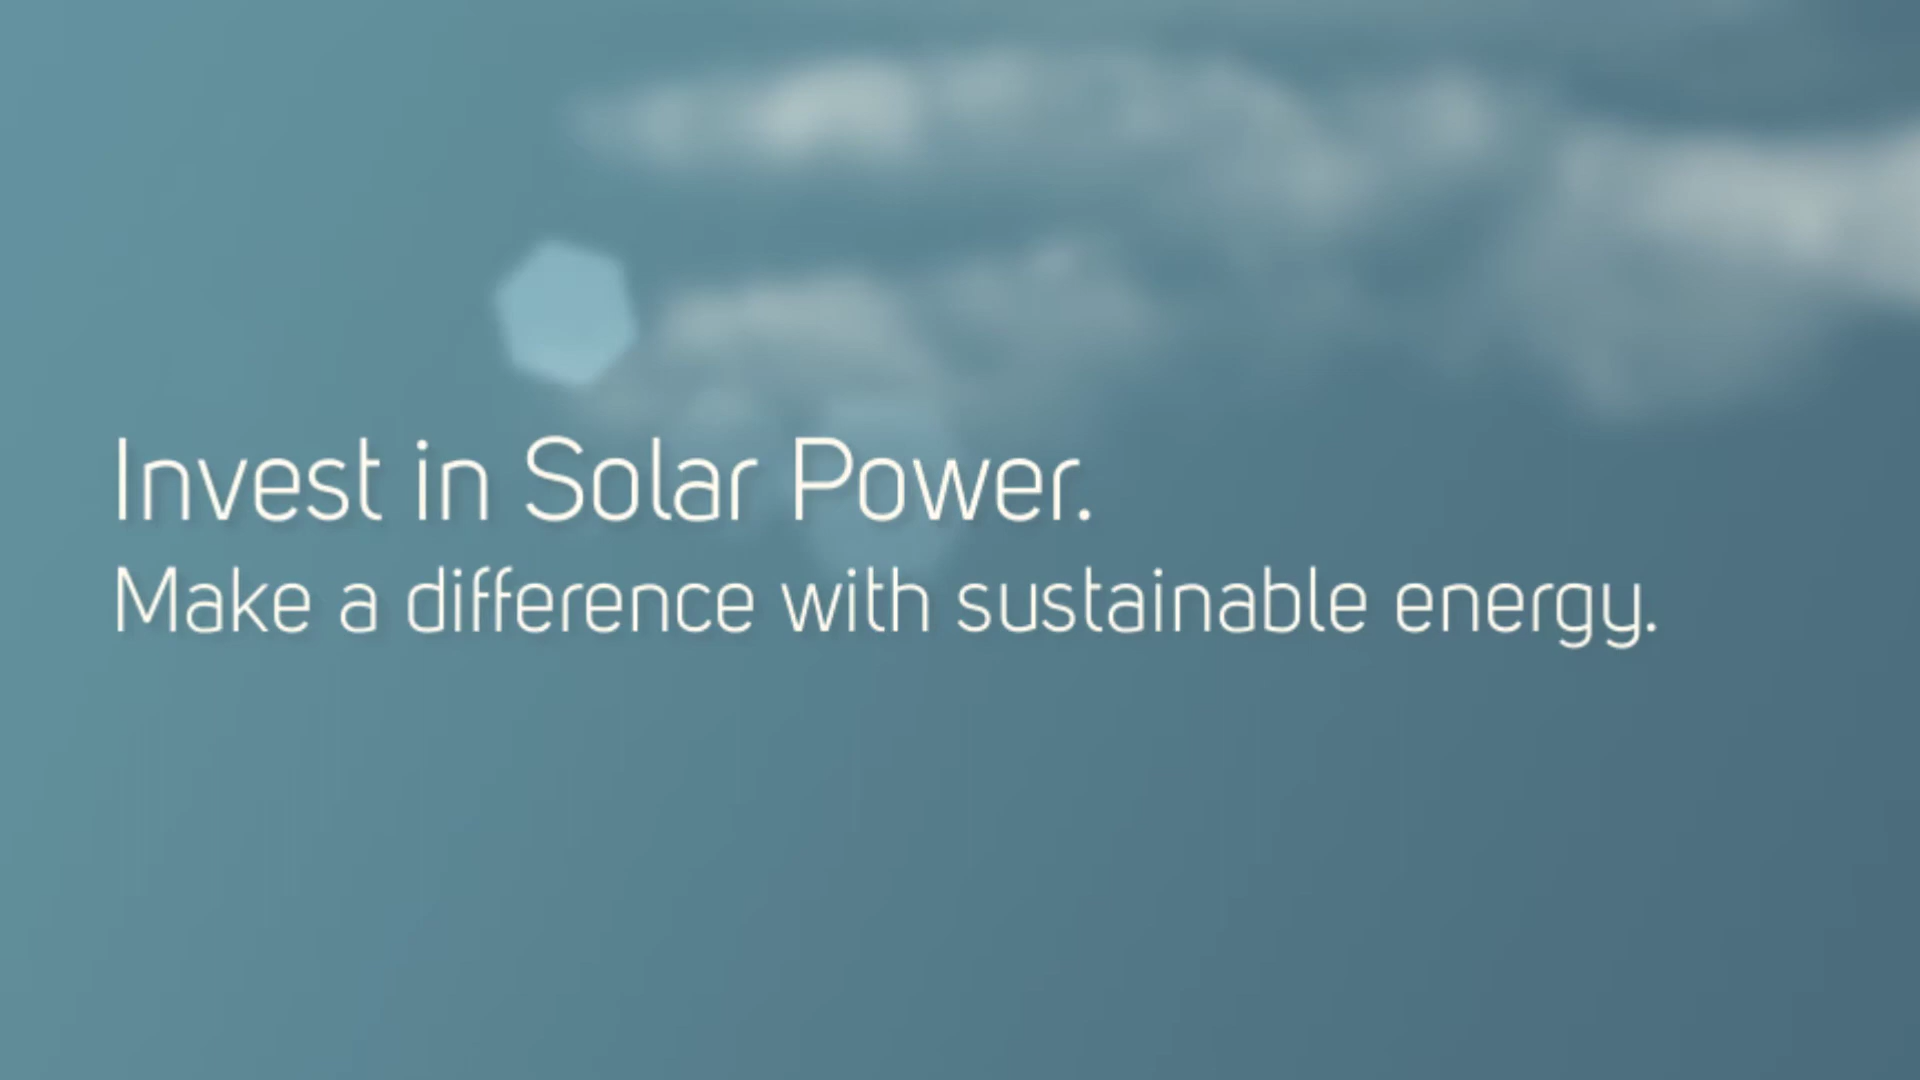 Invest in Solar Power.
Make a difference with sustainable energy.